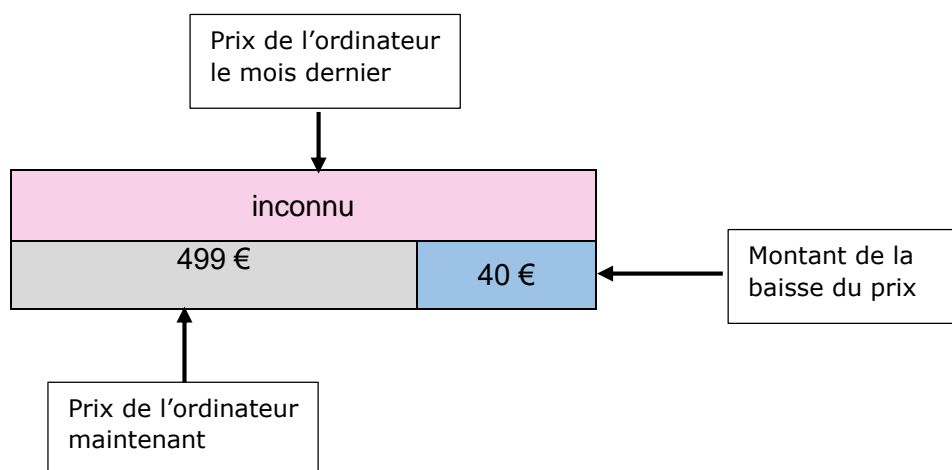 Prix de l’ordinateur
le mois dernier
inconnu
499 €
40 €
Montant de la
baisse du prix
Prix de l’ordinateur
maintenant